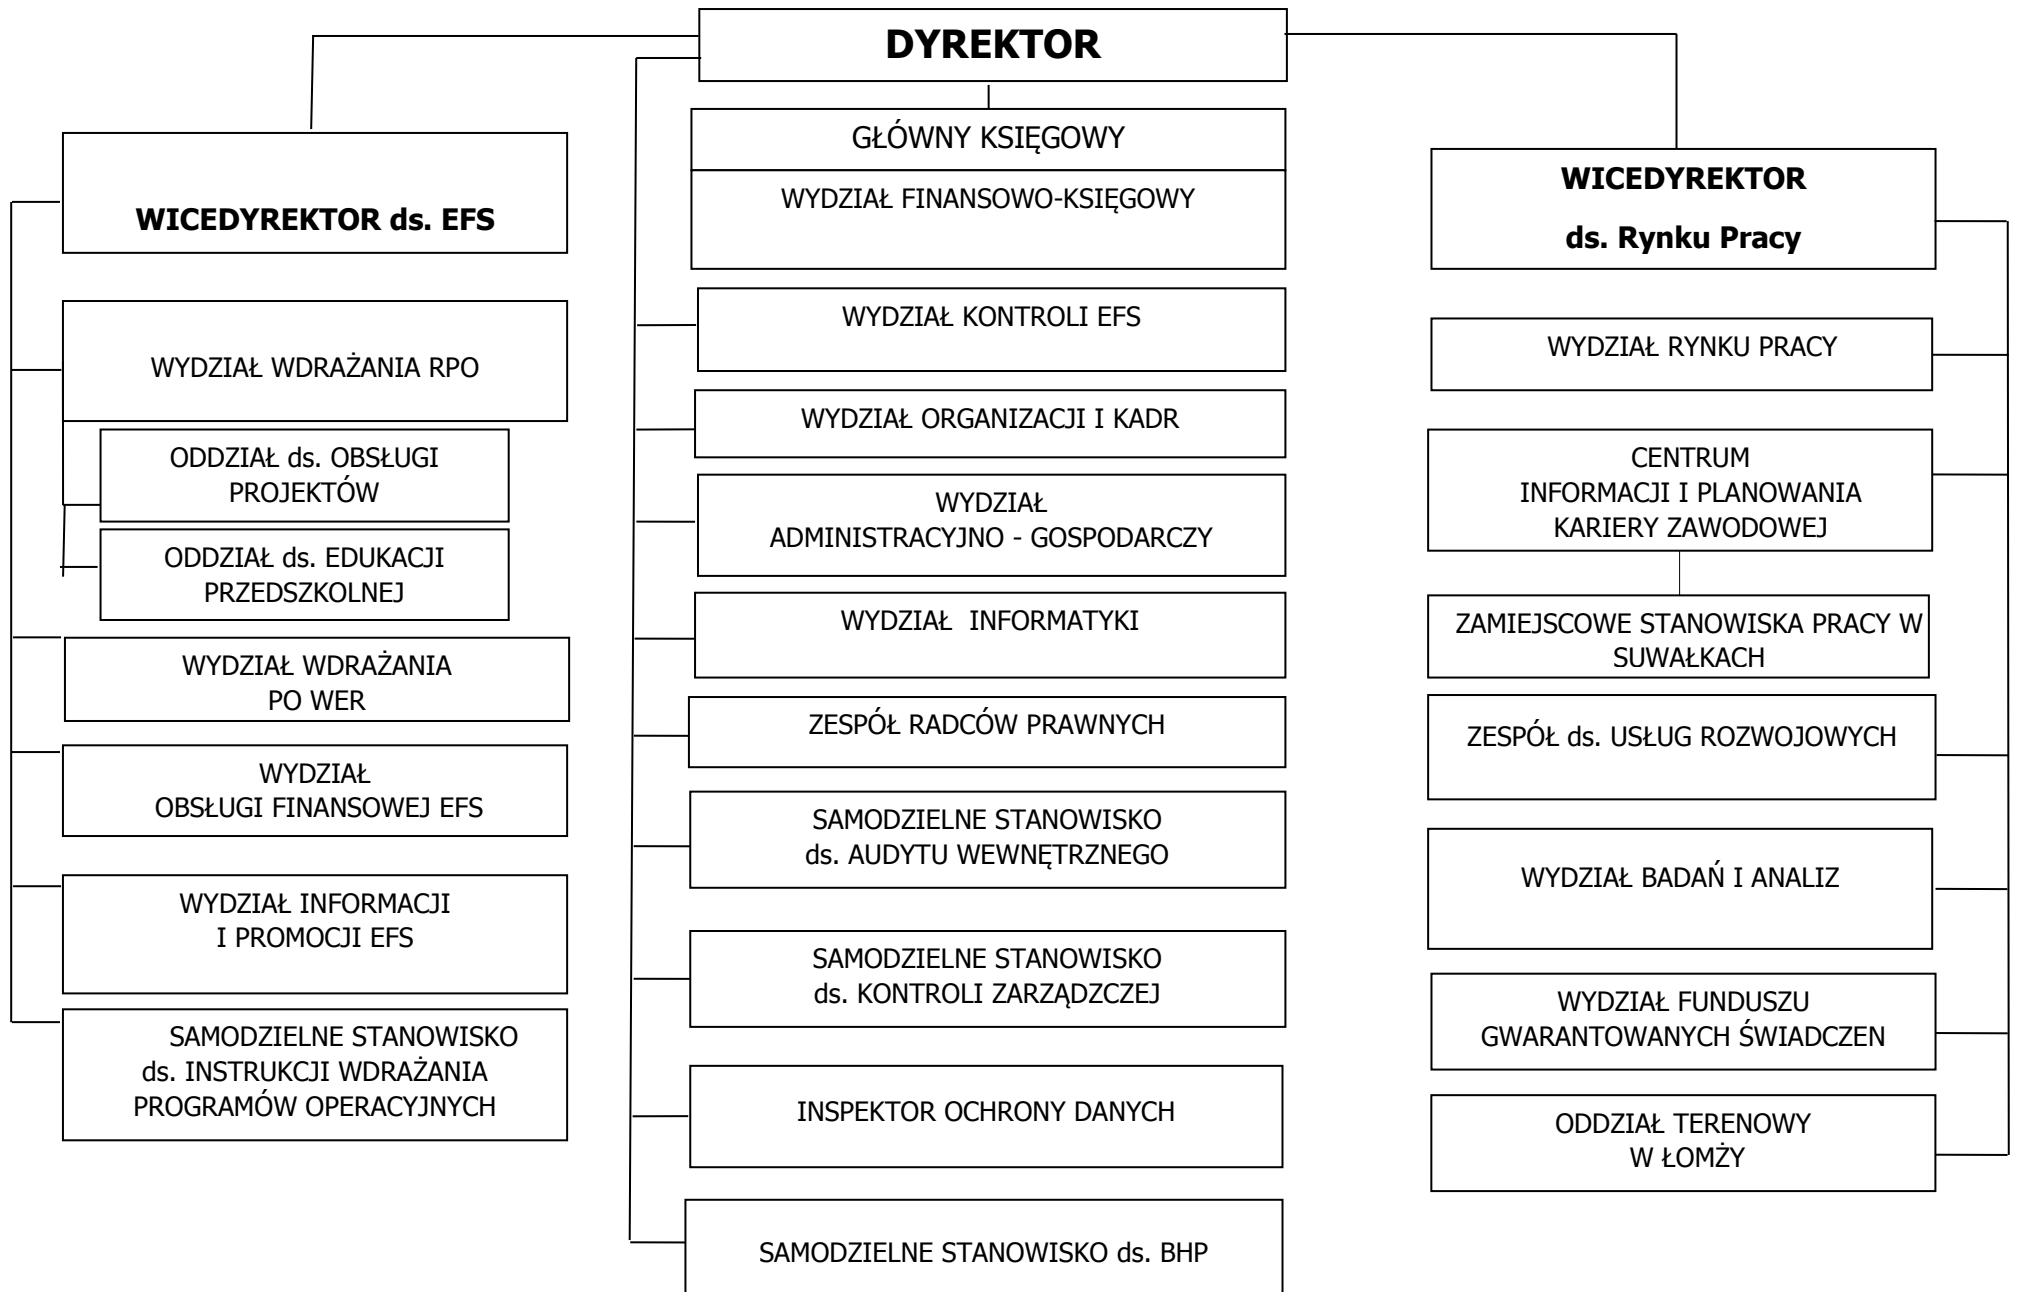 DYREKTOR
WICEDYREKTOR ds. EFS
WYDZIAŁ WDRAŻANIA RPO
ODDZIAŁ ds. OBSŁUGI
PROJEKTÓW
ODDZIAŁ ds. EDUKACJI
PRZEDSZKOLNEJ
WYDZIAŁ WDRAŻANIA
PO WER
WYDZIAŁ
OBSŁUGI FINANSOWEJ EFS
WYDZIAŁ INFORMACJI
I PROMOCJI EFS
SAMODZIELNE STANOWISKO
ds. INSTRUKCJI WDRAŻANIA
PROGRAMÓW OPERACYJNYCH
GŁÓWNY KSIĘGOWY
WYDZIAŁ FINANSOWO-KSIĘGOWY
WYDZIAŁ KONTROLI EFS
WYDZIAŁ ORGANIZACJI I KADR
WYDZIAŁ
ADMINISTRACYJNO - GOSPODARCZY
WYDZIAŁ INFORMATYKI
ZESPÓŁ RADCÓW PRAWNYCH
SAMODZIELNE STANOWISKO
ds. AUDYTU WEWNĘTRZNEGO
SAMODZIELNE STANOWISKO
ds. KONTROLI ZARZĄDZCZEJ
INSPEKTOR OCHRONY DANYCH
SAMODZIELNE STANOWISKO ds. BHP
WICEDYREKTOR
ds. Rynku Pracy
WYDZIAŁ RYNKU PRACY
CENTRUM
INFORMACJI I PLANOWANIA
KARIERY ZAWODOWEJ
ZAMIEJSCOWE STANOWISKA PRACY W
SUWAŁKACH
ZESPÓŁ ds. USŁUG ROZWOJOWYCH
WYDZIAŁ BADAŃ I ANALIZ
WYDZIAŁ FUNDUSZU
GWARANTOWANYCH ŚWIADCZEN
ODDZIAŁ TERENOWY
W ŁOMŻY